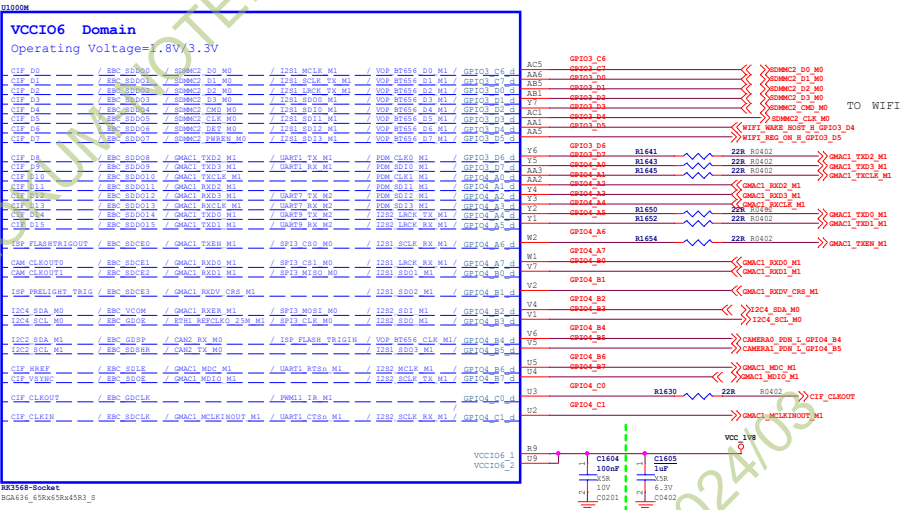 U1000M
VCCIO6 Domain
Operating Voltage=1.8V/3.3V
CIF_D0 / EBC_SDDO0 / SDMMC2_D0_M0 / I2S1_MCLK_M1 / VOP_BT656_D0_M1 / GPIO3_C6_d
CIF_D1 / EBC_SDDO1 / SDMMC2_D1_M0 / I2S1_SCLK_TX_M1 / VOP_BT656_D1_M1 / GPIO3_C7_d
CIF_D2 / EBC_SDDO2 / SDMMC2_D2_M0 / I2S1_LRCK_TX_M1 / VOP_BT656_D2_M1 / GPIO3_D0_d
CIF_D3 / EBC_SDDO3 / SDMMC2_D3_M0 / I2S1_SDO0_M1 / VOP_BT656_D3_M1 / GPIO3_D1_d
CIF_D4 / EBC_SDDO4 / SDMMC2_CMD_M0 / I2S1_SDI0_M1 / VOP_BT656_D4_M1 / GPIO3_D2_d
CIF_D5 / EBC_SDDO5 / SDMMC2_CLK_M0 / I2S1_SDI1_M1 / VOP_BT656_D5_M1 / GPIO3_D3_d
CIF_D6 / EBC_SDDO6 / SDMMC2_DET_M0 / I2S1_SDI2_M1 / VOP_BT656_D6_M1 / GPIO3_D4_d
CIF_D7 / EBC_SDDO7 / SDMMC2_PWREN_M0 / I2S1_SDI3_M1 / VOP_BT656_D7_M1 / GPIO3_D5_d
CIF_D8 / EBC_SDDO8 / GMAC1_TXD2_M1 / UART1_TX_M1 / PDM_CLK0_M1 / GPIO3_D6_d
CIF_D9 / EBC_SDDO9 / GMAC1_TXD3_M1 / UART1_RX_M1 / PDM_SDI0_M1 / GPIO3_D7_d
CIF_D10 / EBC_SDDO10 / GMAC1_TXCLK_M1 / PDM_CLK1_M1 / GPIO4_A0_d
CIF_D11 / EBC_SDDO11 / GMAC1_RXD2_M1 / PDM_SDI1_M1 / GPIO4_A1_d
CIF_D12 / EBC_SDDO12 / GMAC1_RXD3_M1 / UART7_TX_M2 / PDM_SDI2_M1 / GPIO4_A2_d
CIF_D13 / EBC_SDDO13 / GMAC1_RXCLK_M1 / UART7_RX_M2 / PDM_SDI3_M1 / GPIO4_A3_d
CIF_D14 / EBC_SDDO14 / GMAC1_TXD0_M1 / UART9_TX_M2 / I2S2_LRCK_TX_M1 / GPIO4_A4_d
CIF_D15 / EBC_SDDO15 / GMAC1_TXD1_M1 / UART9_RX_M2 / I2S2_LRCK_RX_M1 / GPIO4_A5_d
ISP_FLASHTRIGOUT / EBC_SDCE0 / GMAC1_TXEN_M1 / SPI3_CS0_M0 / I2S1_SCLK_RX_M1 / GPIO4_A6_d
CAM_CLKOUT0 / EBC_SDCE1 / GMAC1_RXD0_M1 / SPI3_CS1_M0 / I2S1_LRCK_RX_M1 / GPIO4_A7_d
CAM_CLKOUT1 / EBC_SDCE2 / GMAC1_RXD1_M1 / SPI3_MISO_M0 / I2S1_SDO1_M1 / GPIO4_B0_d
ISP_PRELIGHT_TRIG / EBC_SDCE3 / GMAC1_RXDV_CRS_M1 / I2S1_SDO2_M1 / GPIO4_B1_d
I2C4_SDA_M0 / EBC_VCOM / GMAC1_RXER_M1 / SPI3_MOSI_M0 / I2S2_SDI_M1 / GPIO4_B2_d
I2C4_SCL_M0 / EBC_GDOE / ETH1_REFCLKO_25M_M1 / SPI3_CLK_M0 / I2S2_SDO_M1 / GPIO4_B3_d
I2C2_SDA_M1 / EBC_GDSP / CAN2_RX_M0 / ISP_FLASH_TRIGIN / VOP_BT656_CLK_M1 / GPIO4_B4_d
I2C2_SCL_M1 / EBC_SDSHR / CAN2_TX_M0 / I2S1_SDO3_M1 / GPIO4_B5_d
CIF_HREF / EBC_SDLE / GMAC1_MDC_M1 / UART1_RTSn_M1 / I2S2_MCLK_M1 / GPIO4_B6_d
CIF_VSYNC / EBC_SDOE / GMAC1_MDIO_M1 / I2S2_SCLK_TX_M1 / GPIO4_B7_d
CIF_CLKOUT / EBC_GDCLK / PWM11_IR_M1 / GPIO4_C0_d
CIF_CLKIN / EBC_SDCLK / GMAC1_MCLKINOUT_M1 / UART1_CTSn_M1 / I2S2_SCLK_RX_M1 / GPIO4_C1_d
VCCIO6_1
VCCIO6_2
RK3568-Socket
BGA636_65Rx65Rx45R3_S
AC5 GPIO3_C6
AA6 GPIO3_C7 SDMMC2_D0_M0
AB5 GPIO3_D0 SDMMC2_D1_M0
AB1 GPIO3_D1 SDMMC2_D2_M0
Y7 GPIO3_D2 SDMMC2_D3_M0
AC1 GPIO3_D3 SDMMC2_CMD_M0
AA1 GPIO3_D4 SDMMC2_CLK_M0
AA5 GPIO3_D5 WIFI_WAKE_HOST_H_GPIO3_D4
WIFI_REG_ON_H_GPIO3_D5
TO WIFI
Y6 GPIO3_D6 R1641 22R R0402 GMAC1_TXD2_M1
Y5 GPIO3_D7 R1643 22R R0402 GMAC1_TXD3_M1
AA3 GPIO4_A0 R1645 22R R0402 GMAC1_TXCLK_M1
AA2 GPIO4_A1 GMAC1_RXD2_M1
Y4 GPIO4_A2 GMAC1_RXD3_M1
Y3 GPIO4_A3 GMAC1_RXCLK_M1
Y2 GPIO4_A4 R1650 22R R0402 GMAC1_TXD0_M1
Y1 GPIO4_A5 R1652 22R R0402 GMAC1_TXD1_M1
W2 GPIO4_A6 R1654 22R R0402 GMAC1_TXEN_M1
W1 GPIO4_A7 GMAC1_RXD0_M1
V7 GPIO4_B0 GMAC1_RXD1_M1
V2 GPIO4_B1 GMAC1_RXDV_CRS_M1
V4 GPIO4_B2 I2C4_SDA_M0
V1 GPIO4_B3 I2C4_SCL_M0
V6 GPIO4_B4 CAMERA0_PDN_L_GPIO4_B4
V5 GPIO4_B5 CAMERA1_PDN_L_GPIO4_B5
U5 GPIO4_B6 GMAC1_MDC_M1
U4 GPIO4_B7 GMAC1_MDIO_M1
U3 GPIO4_C0 R1630 22R R0402 CIF_CLKOUT
U2 GPIO4_C1 GMAC1_MCLKINOUT_M1
VCC_1V8
R9
U9
C1604 C1605
100nF 1uF
X5R X5R
10V 6.3V
C0201 C0402
1 2 1 2
2024/03